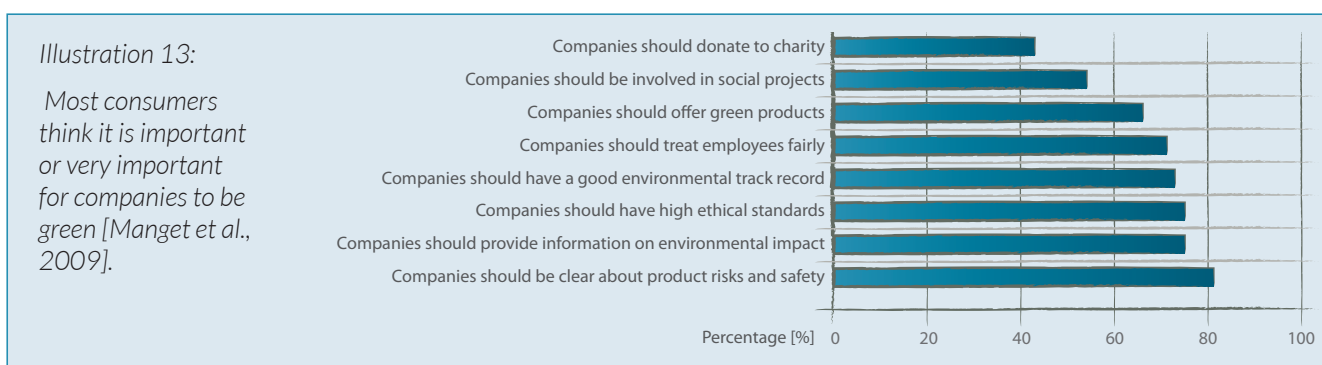 Illustration 13:
Most consumers
think it is important
or very important
for companies to be
green [Manget et al.,
2009].
Companies should donate to charity
Companies should be involved in social projects
Companies should offer green products
Companies should treat employees fairly
Companies should have a good environmental track record
Companies should have high ethical standards
Companies should provide information on environmental impact
Companies should be clear about product risks and safety
Percentage [%] 0 20 40 60 80 100